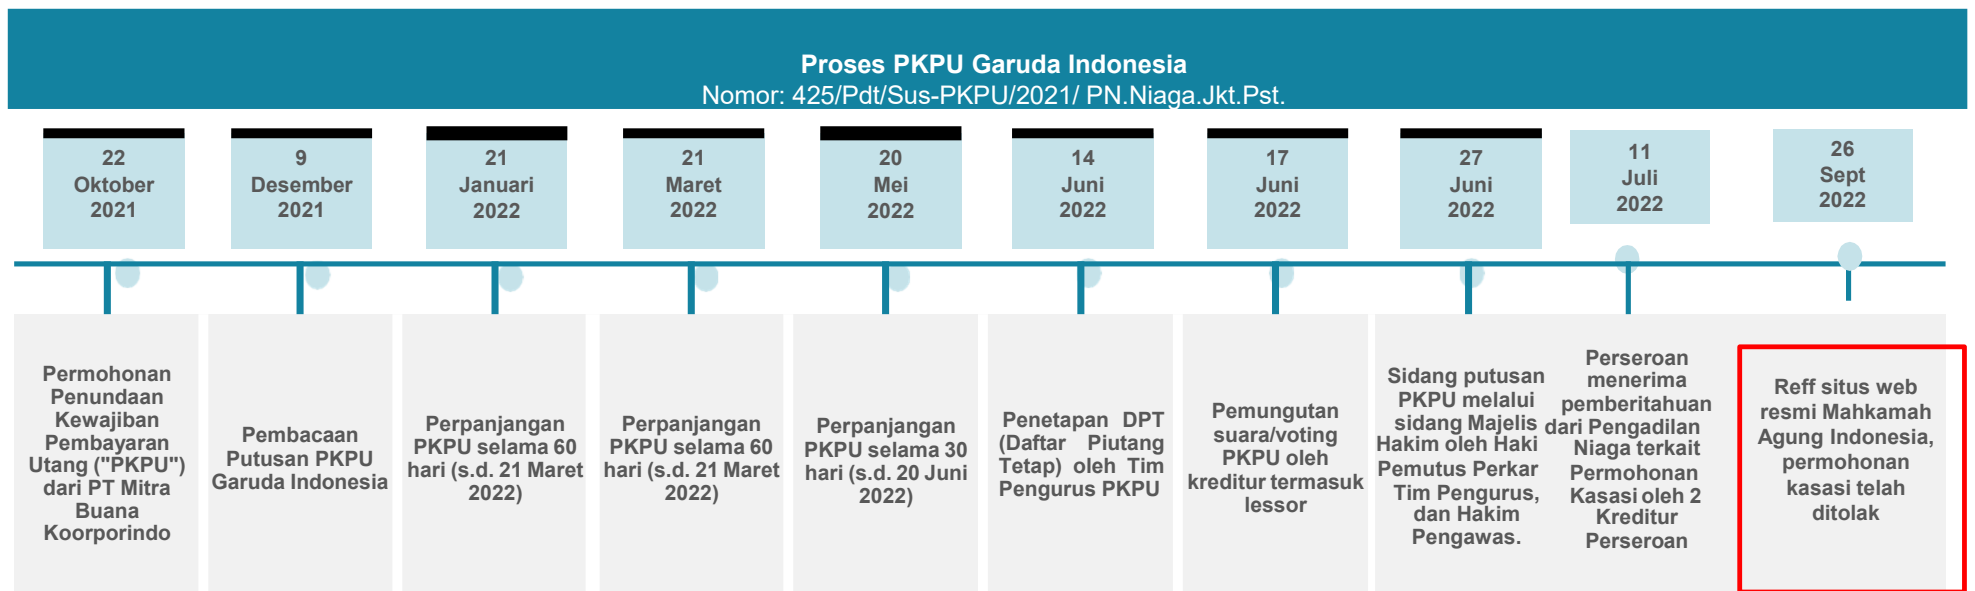 Proses PKPU Garuda Indonesia
Nomor: 425/Pdt/Sus-PKPU/2021/ PN.Niaga.Jkt.Pst.
22
Oktober
2021
9
Desember
2021
21
Januari
2022
21
Maret
2022
20
Mei
2022
14
Juni
2022
17
Juni
2022
27
Juni
2022
11
Juli
2022
26
Sept
2022
Permohonan
Penundaan
Kewajiban
Pembayaran
Utang ("PKPU")
dari PT Mitra
Buana
Koorporindo
Pembacaan
Putusan PKPU
Garuda Indonesia
Perpanjangan
PKPU selama 60
hari (s.d. 21 Maret
2022)
Perpanjangan
PKPU selama 60
hari (s.d. 21 Maret
2022)
Perpanjangan
PKPU selama 30
hari (s.d. 20 Juni
2022)
Penetapan DPT
(Daftar Piutang
Tetap) oleh Tim
Pengurus PKPU
Pemungutan
suara/voting
PKPU oleh
kreditur termasuk
lessor
Sidang putusan
PKPU melalui
sidang Majelis
Hakim oleh Haki
Pemutus Perkar
Tim Pengurus,
dan Hakim
Pengawas.
Perseroan
menerima
pemberitahuan
dari Pengadilan
Niaga terkait
Permohonan
Kasasi oleh 2
Kreditur
Perseroan
Reff situs web
resmi Mahkamah
Agung Indonesia,
permohonan
kasasi telah
ditolak